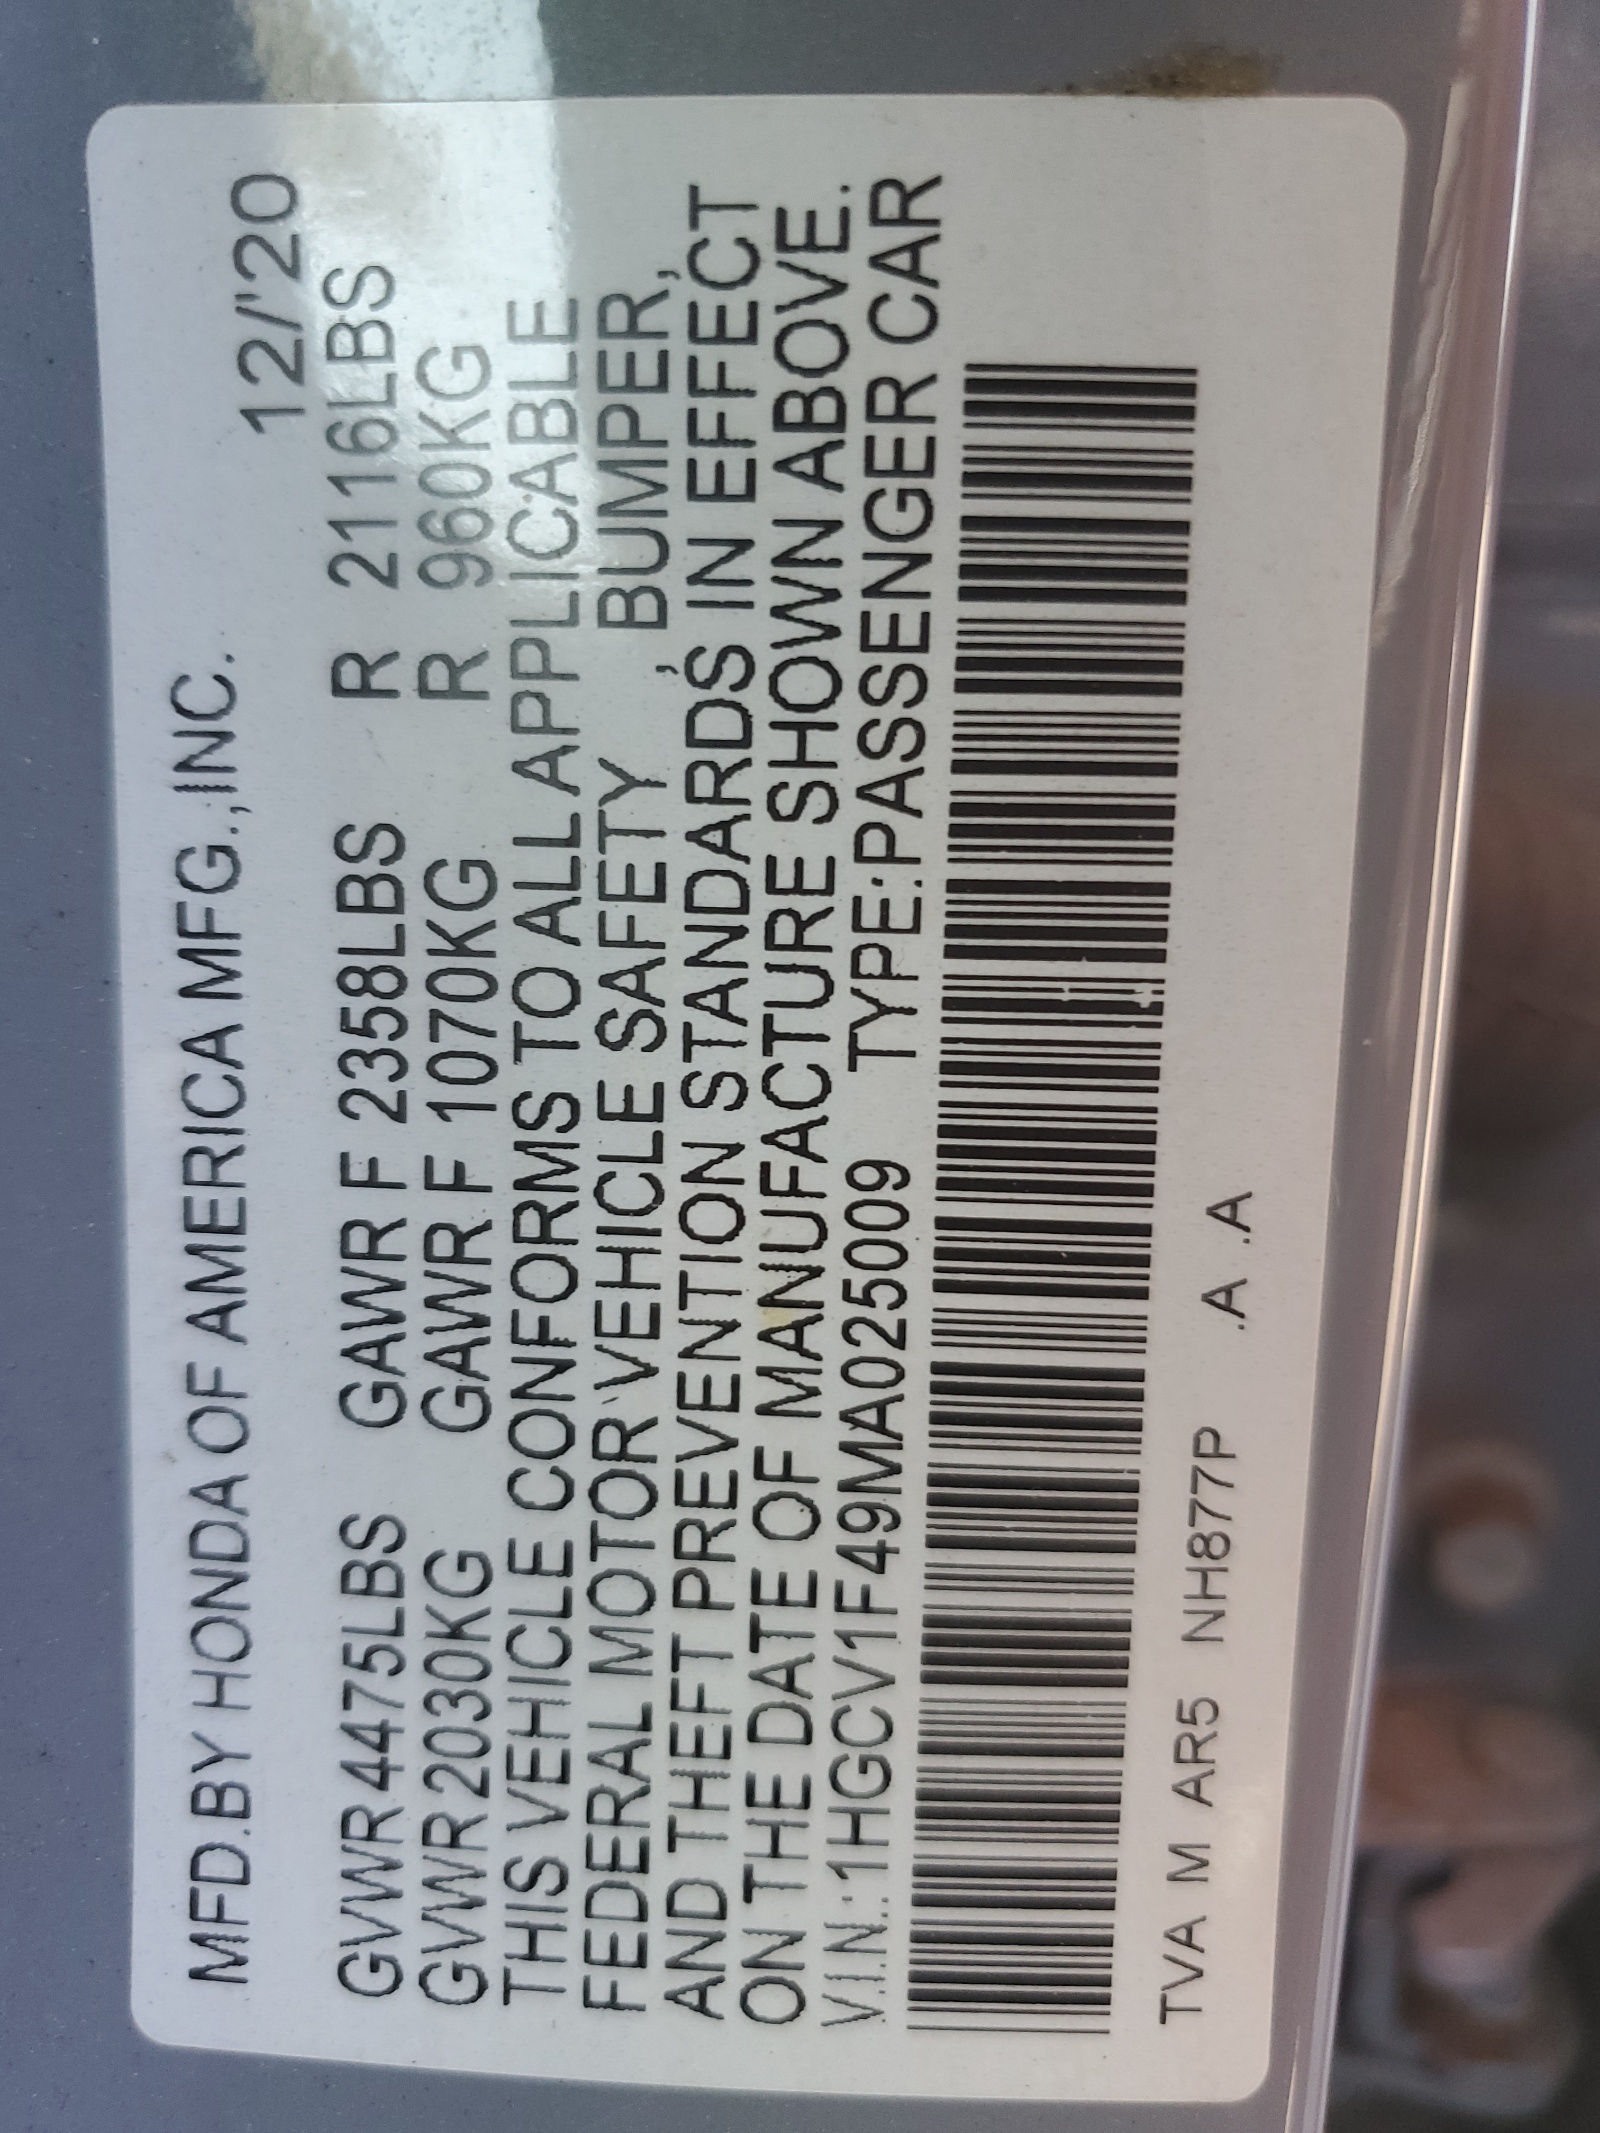 MFD.BY HONDA OF AMERICA MFG.,INC.
12/'20
GVWR 4475LBS GAWR F 2358LBS R 2116LBS
GVWR 2030KG GAWR F 1070KG R 960KG
THIS VEHICLE CONFORMS TO ALL APPLICABLE
FEDERAL MOTOR VEHICLE SAFETY , BUMPER,
AND THEFT PREVENTION STANDARDS IN EFFECT
ON THE DATE OF MANUFACTURE SHOWN ABOVE.
V.I.N.:1HGCV1F49MA025009 TYPE:PASSENGER CAR
TVA M AR5 NH877P .A .A